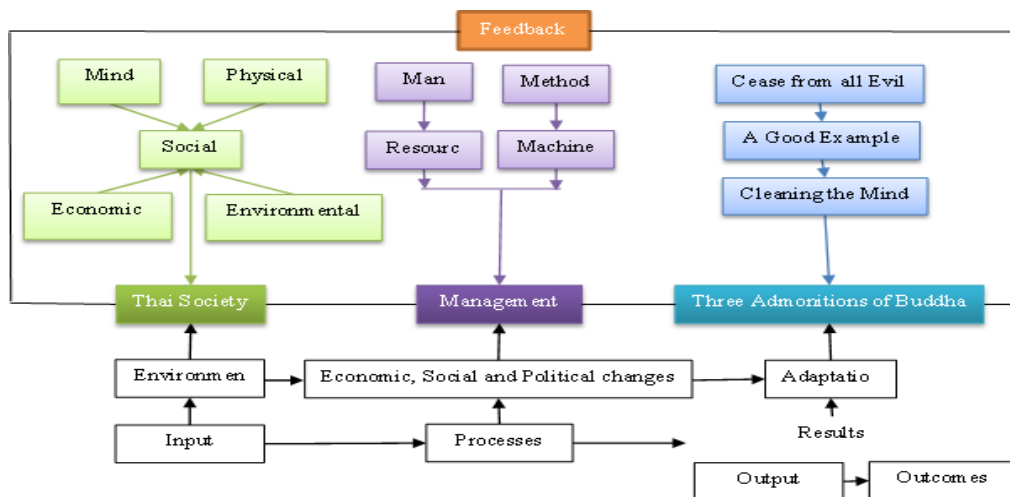 Feedback
Mind
Physical
Man
Method
Cease from all Evil
Social
Resourc
Machine
A Good Example
Economic
Environmental
Cleaning the Mind
Thai Society
Management
Three Admonitions of Buddha
Environmen
Economic, Social and Political changes
Adaptatio
Input
Processes
Results
Output
Outcomes